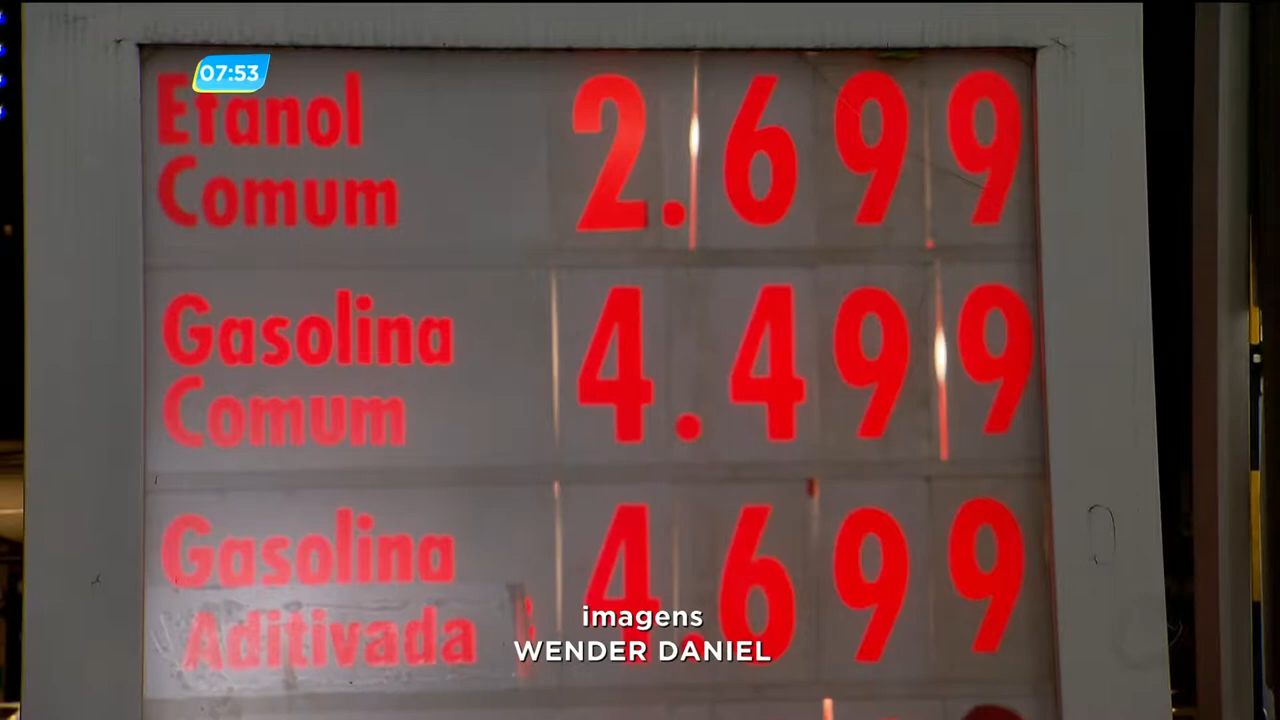 07:53
Etanol
Comum
2.699
Gasolina
Comum
4.499
Gasolina
Aditivada
4.699
imagens
WENDER DANIEL